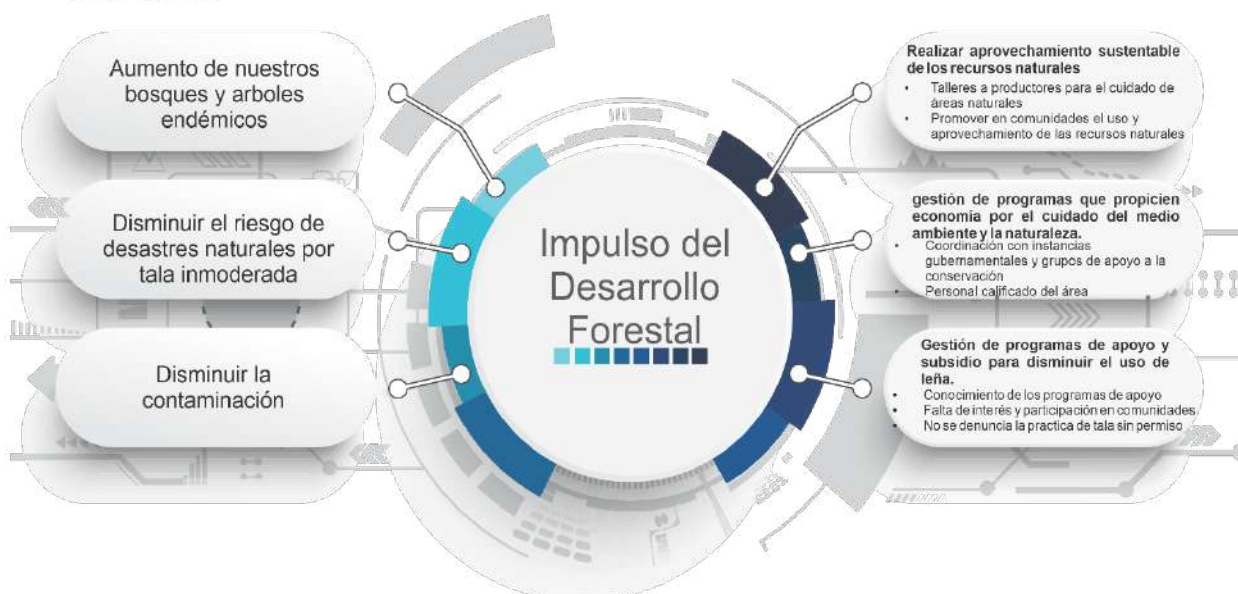 Aumento de nuestros
bosques y arboles
endémicos
Disminuir el riesgo de
desastres naturales por
tala inmoderada
Disminuir la
contaminación
Impulso del
Desarrollo
Forestal
Realizar aprovechamiento sustentable
de los recursos naturales
• Talleres a productores para el cuidado de
áreas naturales
• Promover en comunidades el uso y
aprovechamiento de las recursos naturales
gestión de programas que propicien
economía por el cuidado del medio
ambiente y la naturaleza.
• Coordinación con instancias
gubernamentales y grupos de apoyo a la
conservación
• Personal calificado del área
Gestión de programas de apoyo y
subsidio para disminuir el uso de
leña.
• Conocimiento de los programas de apoyo
• Falta de interés y participación en comunidades
• No se denuncia la practica de tala sin permiso